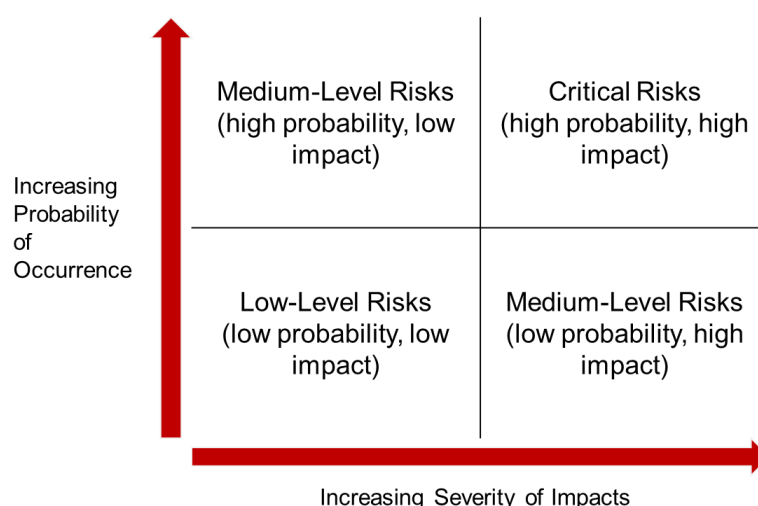 Medium-Level Risks
(high probability, low
impact)
Critical Risks
(high probability, high
impact)
Increasing
Probability
of
Occurrence
Low-Level Risks
(low probability, low
impact)
Medium-Level Risks
(low probability, high
impact)
Increasing Severity of Impacts